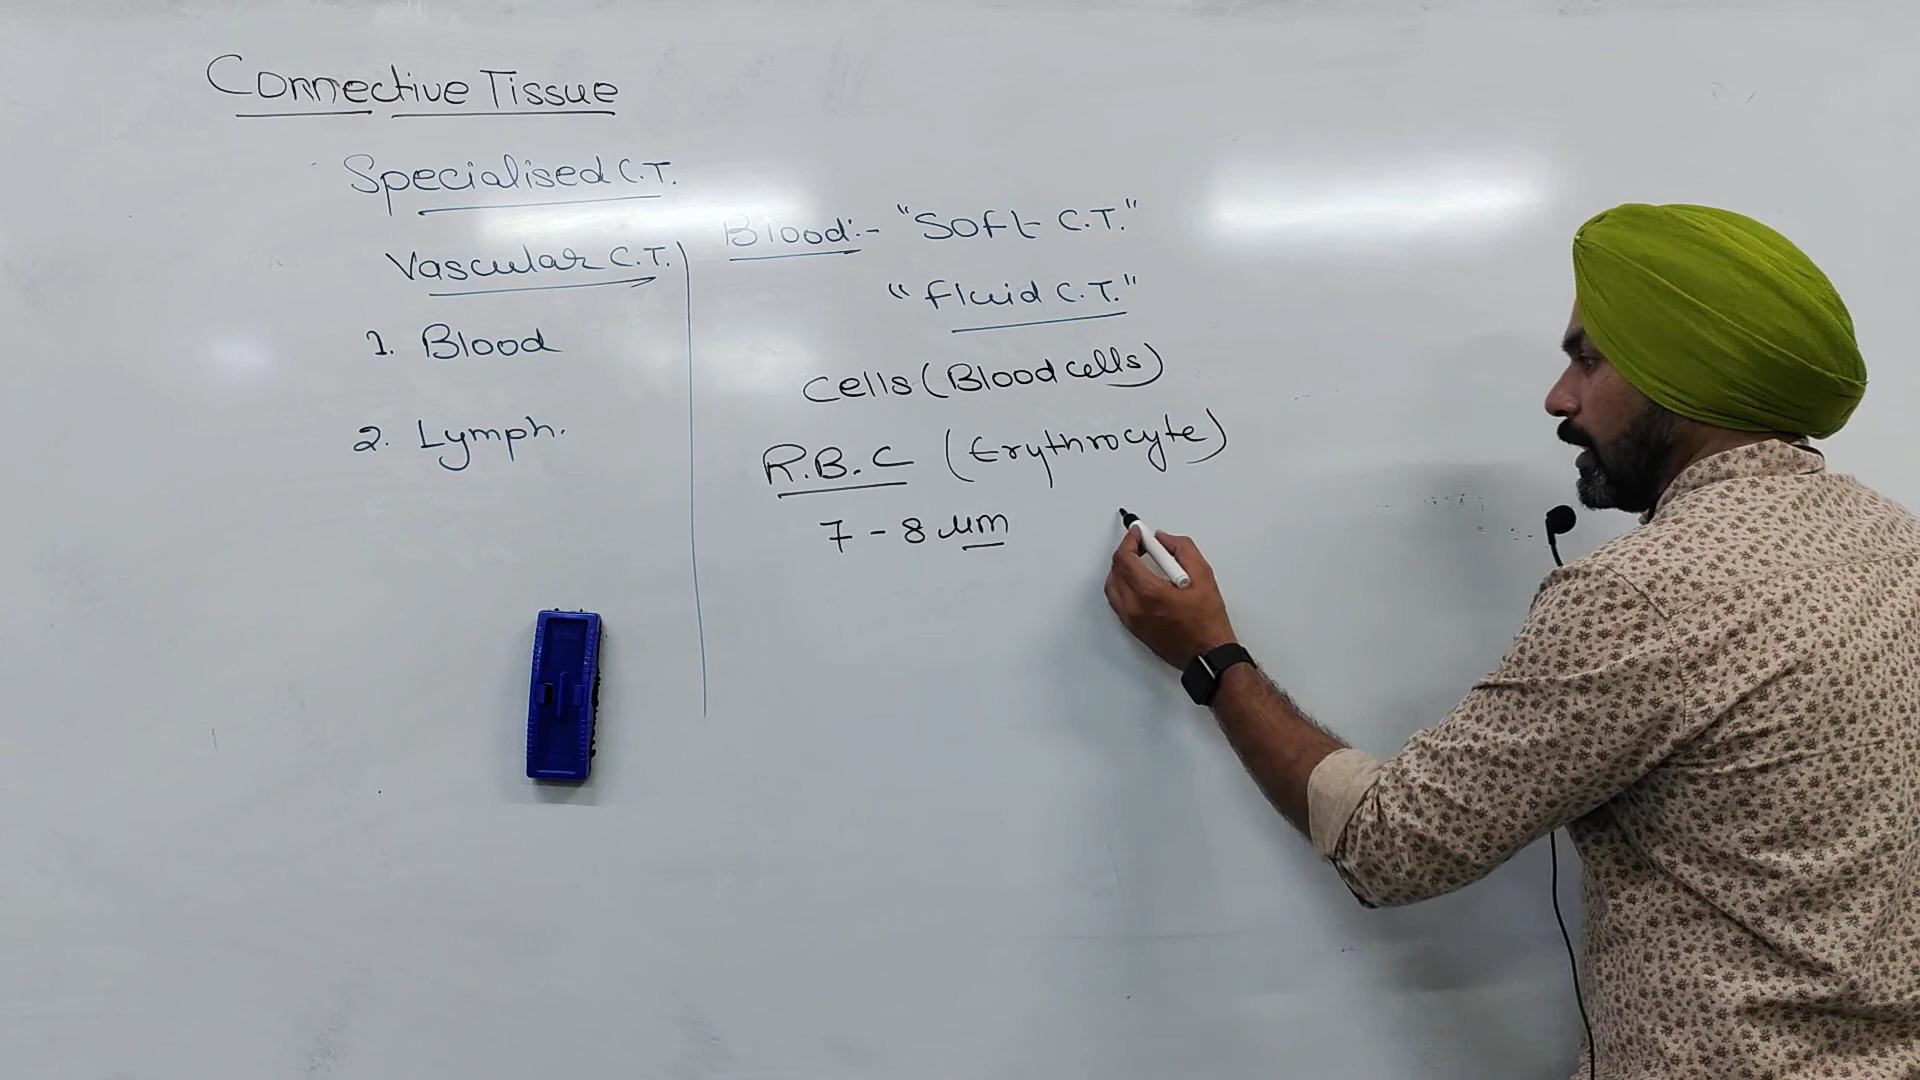 Connective Tissue
Specialised C.T.
Vascular C.T.
1. Blood
2. Lymph.
Blood:- "Soft C.T."
"fluid C.T."
Cells (Blood cells)
R.B.C (Erythrocyte)
7 - 8 μm